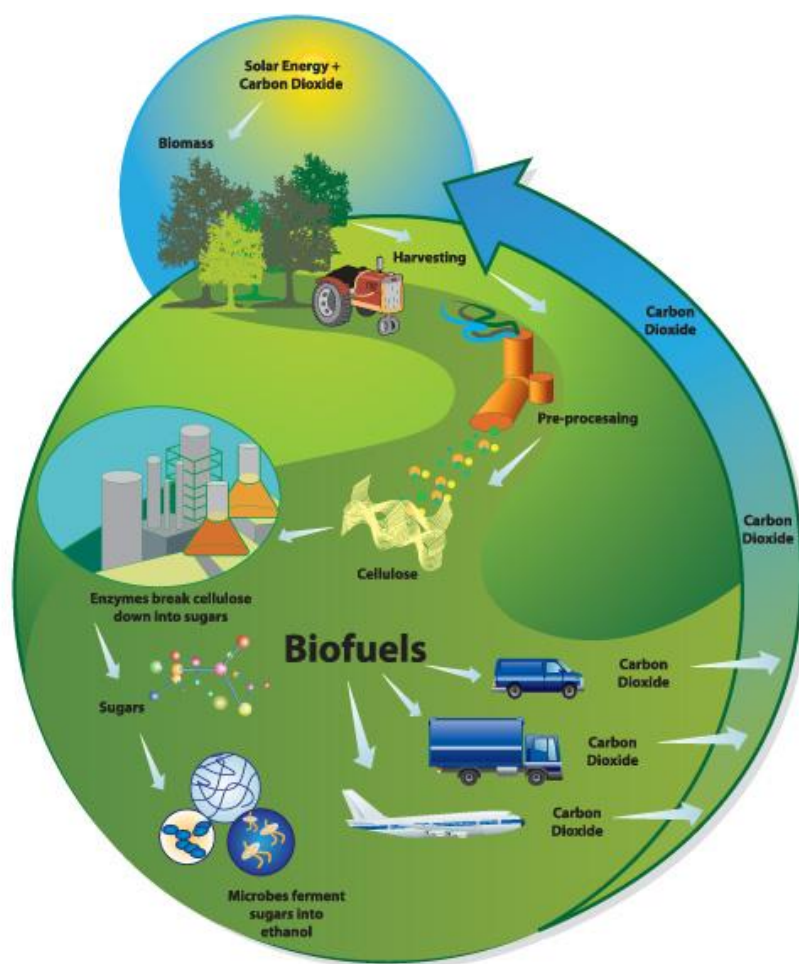 Solar Energy +
Carbon Dioxide
Biomass
Harvesting
Carbon
Dioxide
Pre-procesaing
Carbon
Dioxide
Cellulose
Enzymes break cellulose
down into sugars
Biofuels
Carbon
Dioxide
Sugars
Carbon
Dioxide
Carbon
Dioxide
Microbes ferment
sugars into
ethanol